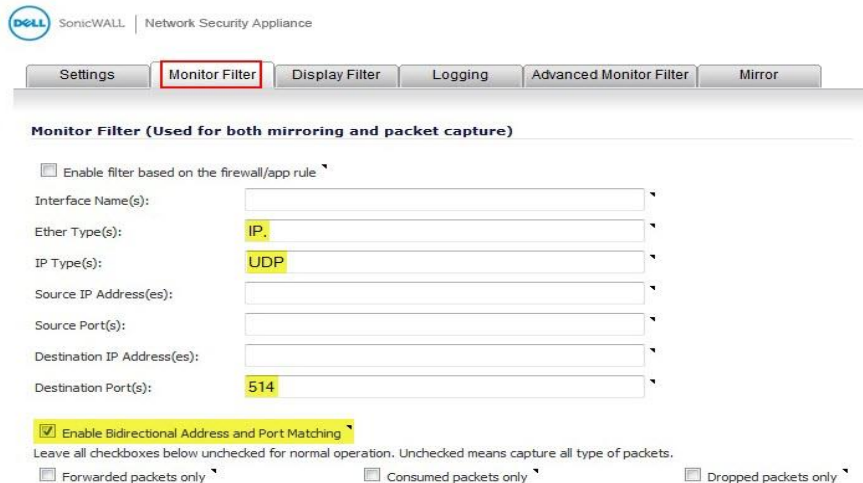 DELL SonicWALL | Network Security Appliance
Settings Monitor Filter Display Filter Logging Advanced Monitor Filter Mirror
Monitor Filter (Used for both mirroring and packet capture)
Enable filter based on the firewall/app rule
Interface Name(s):
Ether Type(s): IP.
IP Type(s): UDP
Source IP Address(es):
Source Port(s):
Destination IP Address(es):
Destination Port(s): 514
Enable Bidirectional Address and Port Matching
Leave all checkboxes below unchecked for normal operation. Unchecked means capture all type of packets.
Forwarded packets only Consumed packets only Dropped packets only